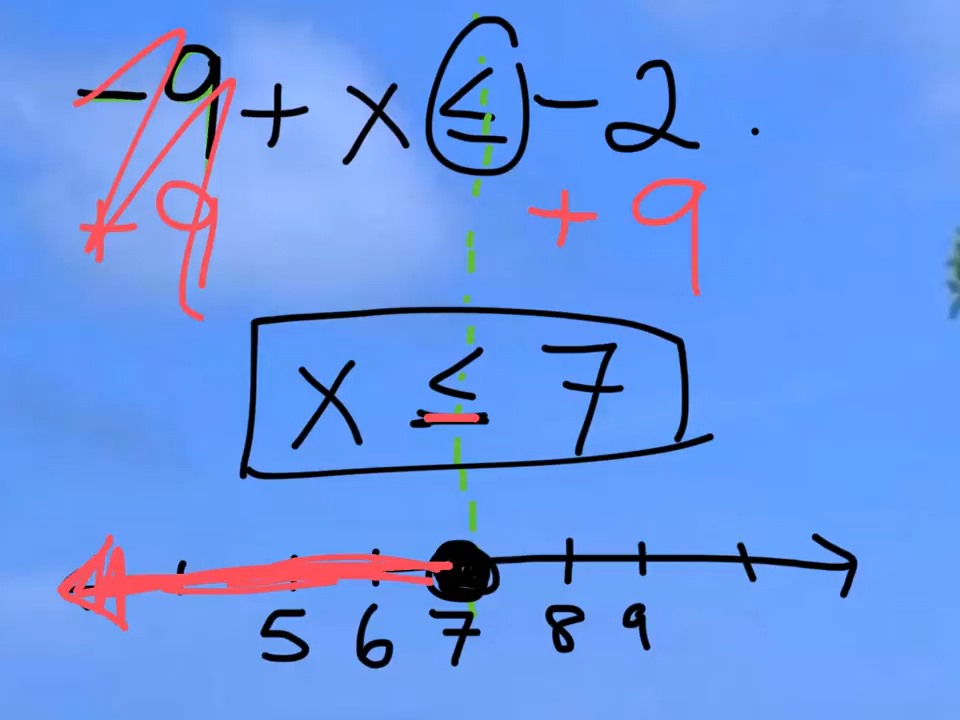 -9 + x ≤ -2.
+9 +9
x ≤ 7
5 6 7 8 9